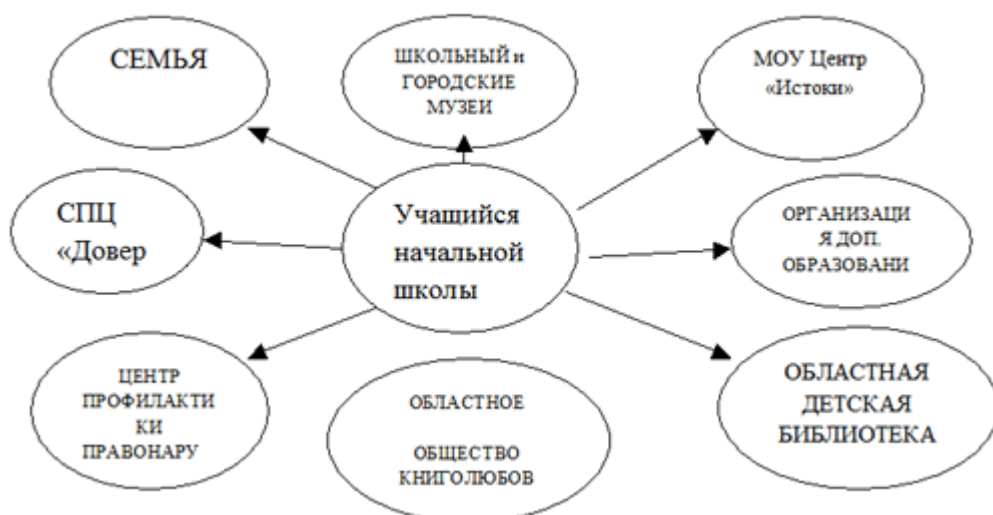 СЕМЬЯ
ШКОЛЬНЫЙ и
ГОРОДСКИЕ
МУЗЕИ
МОУ Центр
«Истоки»
СПЦ
«Довер
Учащийся
начальной
школы
ОРГАНИЗАЦИ
Я ДОП.
ОБРАЗОВАНИ
ЦЕНТР
ПРОФИЛАКТИ
КИ
ПРАВОНАРУ
ОБЛАСТНОЕ
ОБЩЕСТВО
КНИГОЛЮБОВ
ОБЛАСТНАЯ
ДЕТСКАЯ
БИБЛИОТЕКА